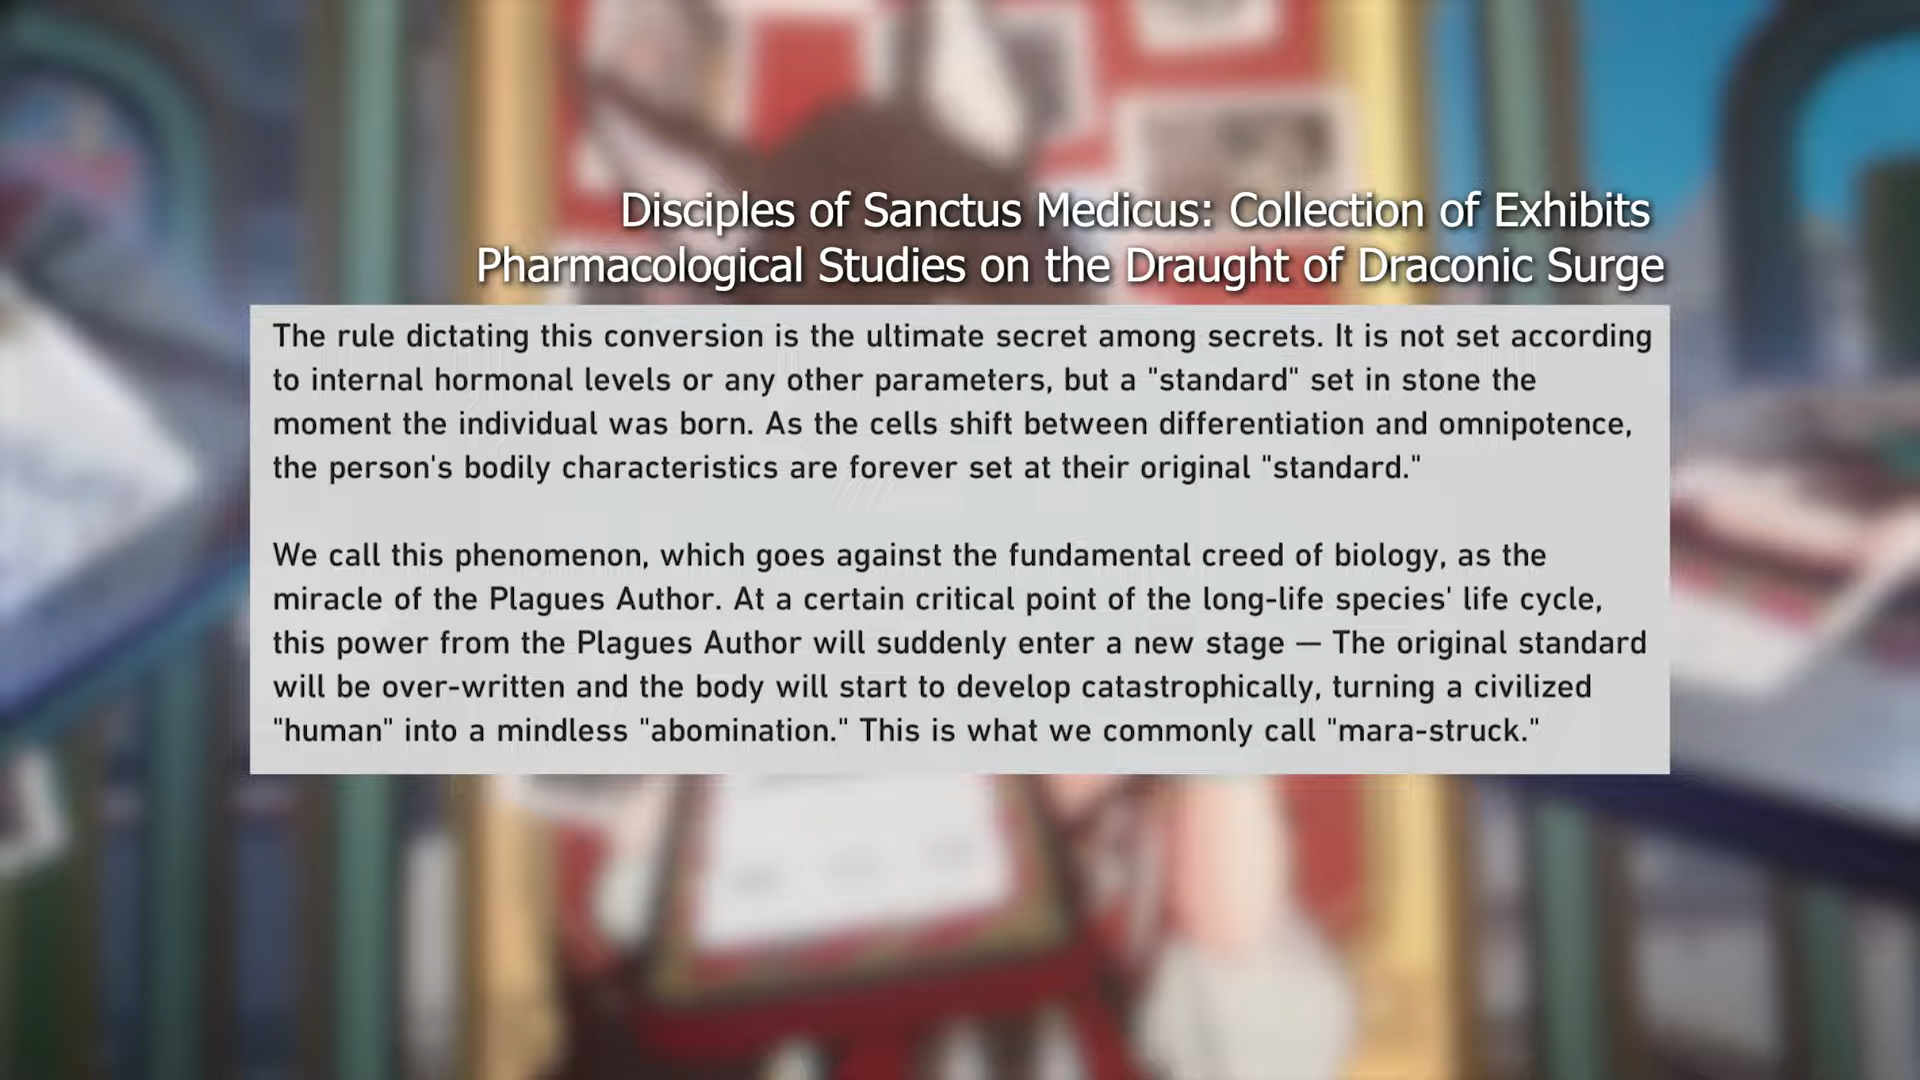 Disciples of Sanctus Medicus: Collection of Exhibits
Pharmacological Studies on the Draught of Draconic Surge
The rule dictating this conversion is the ultimate secret among secrets. It is not set according
to internal hormonal levels or any other parameters, but a "standard" set in stone the
moment the individual was born. As the cells shift between differentiation and omnipotence,
the person's bodily characteristics are forever set at their original "standard."
We call this phenomenon, which goes against the fundamental creed of biology, as the
miracle of the Plagues Author. At a certain critical point of the long-life species' life cycle,
this power from the Plagues Author will suddenly enter a new stage — The original standard
will be over-written and the body will start to develop catastrophically, turning a civilized
"human" into a mindless "abomination." This is what we commonly call "mara-struck."